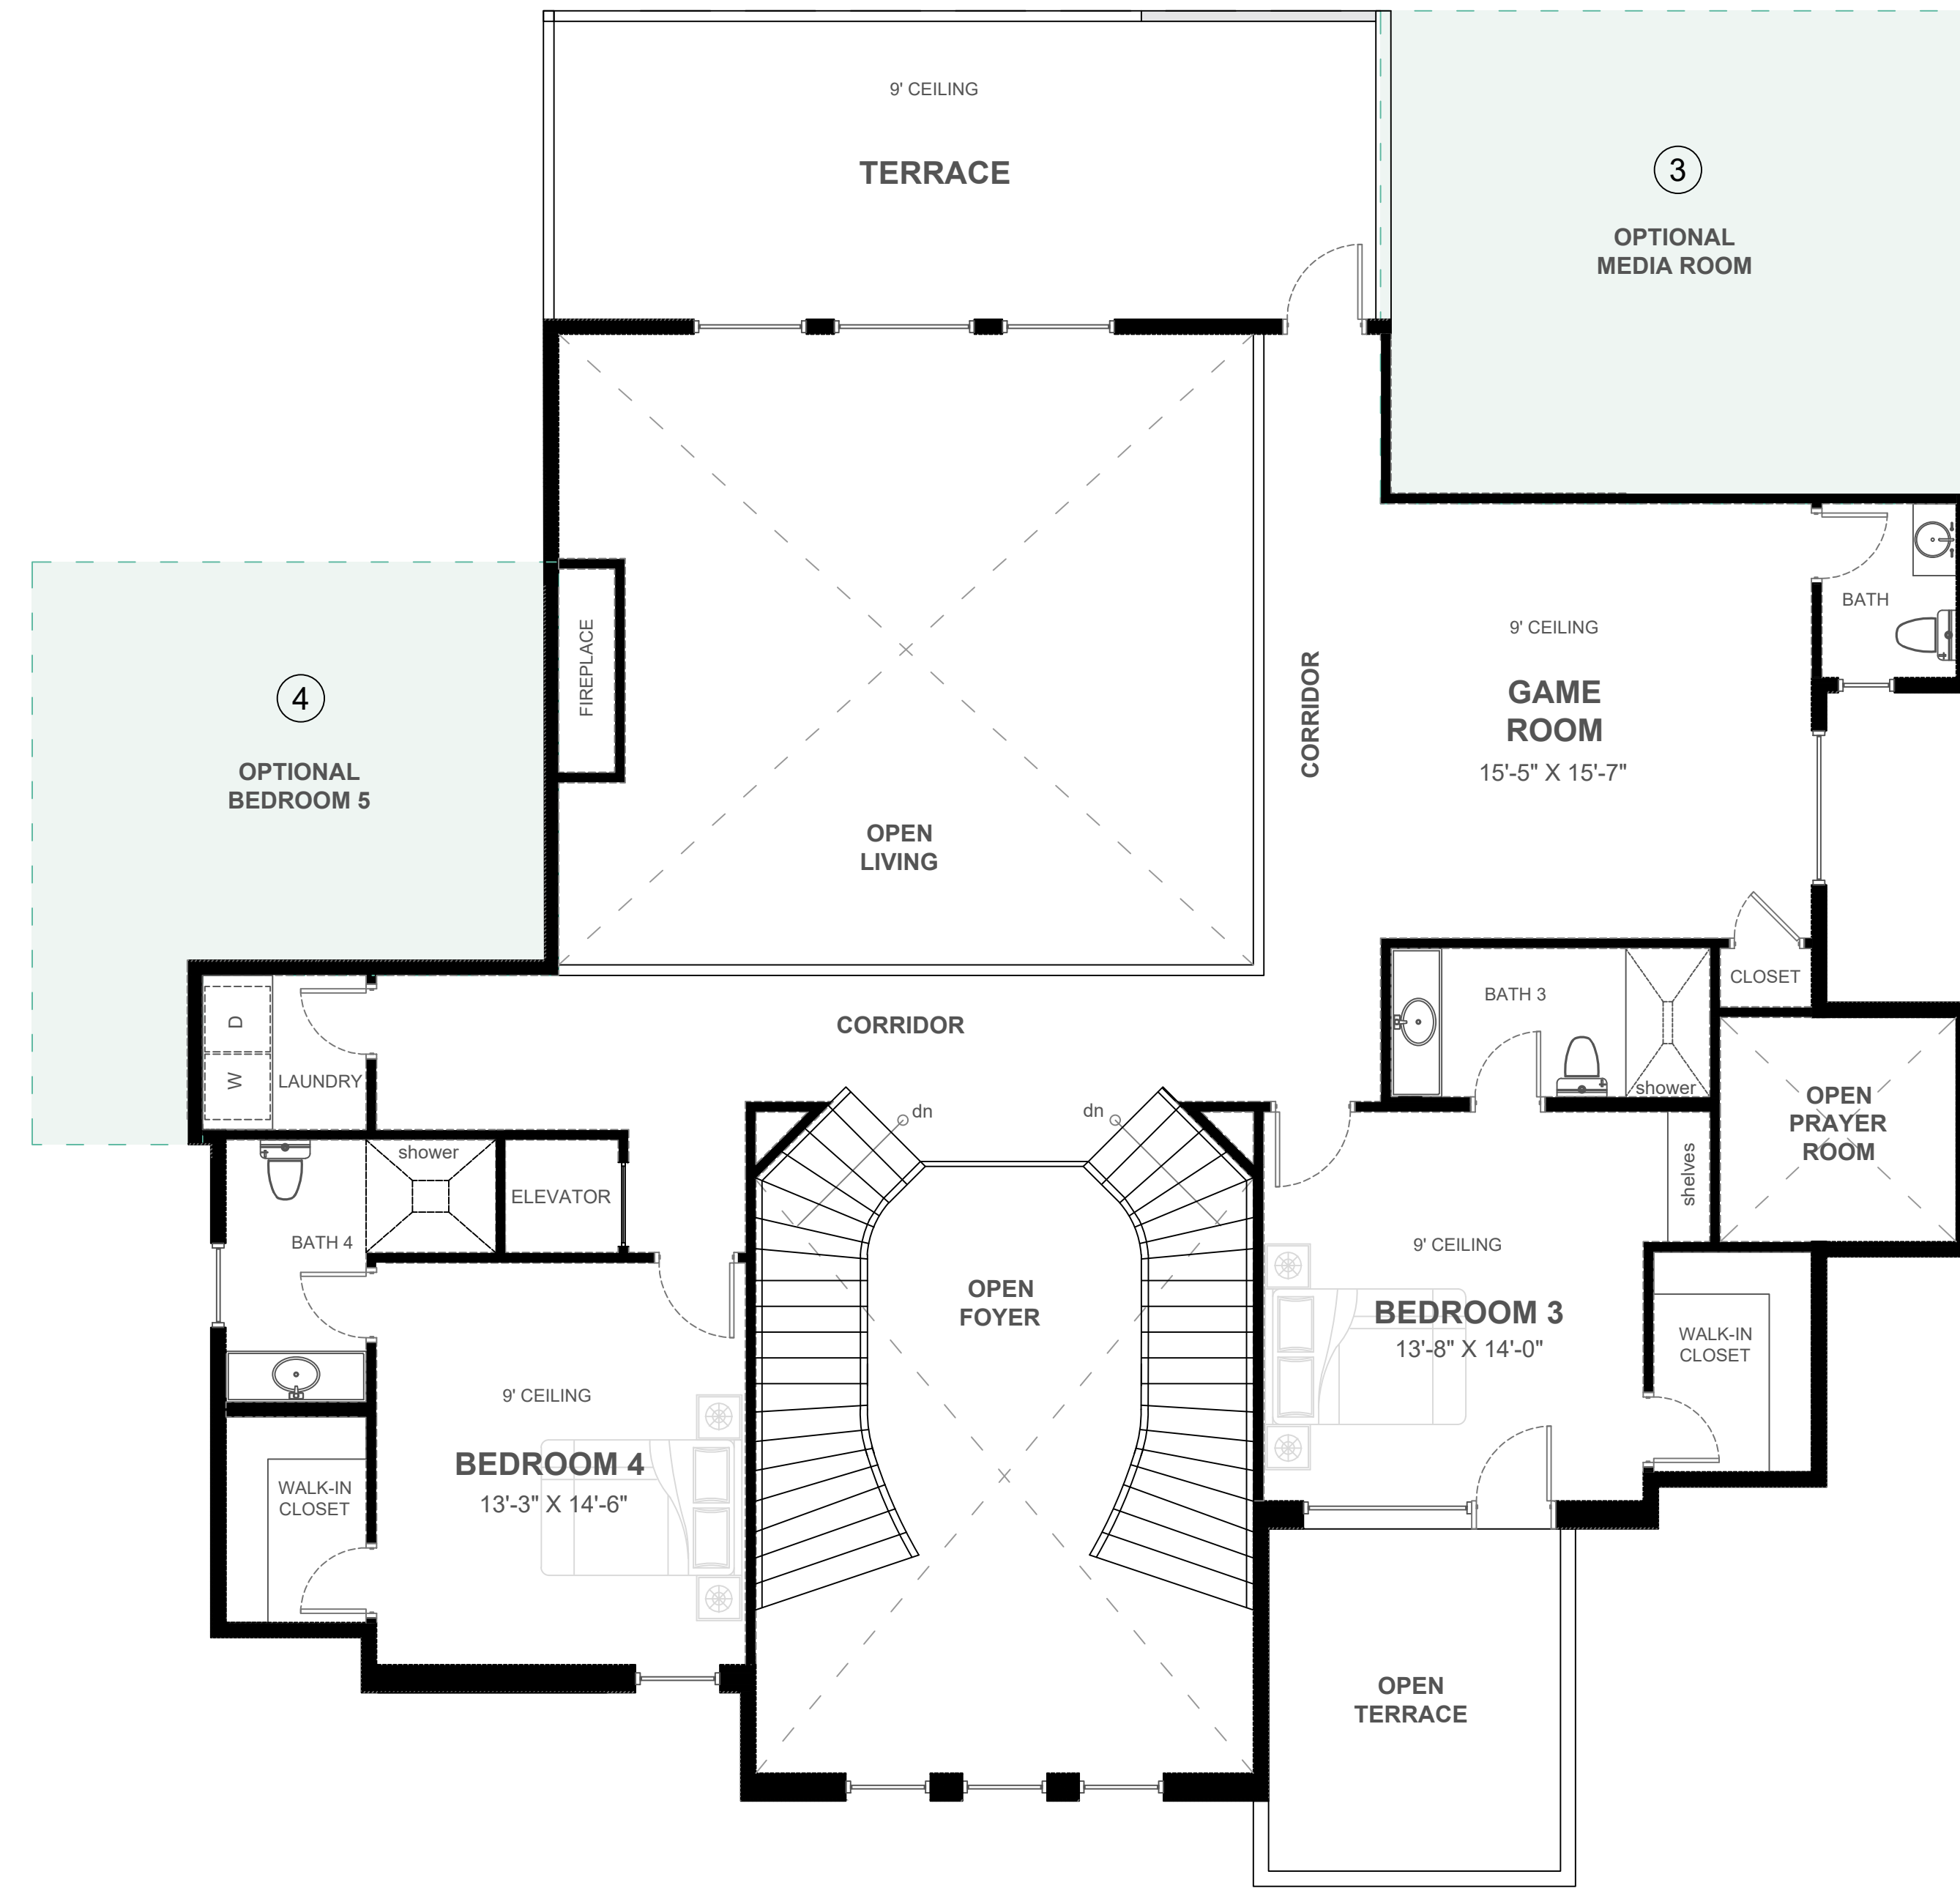 9' CEILING
TERRACE
3
OPTIONAL
MEDIA ROOM
BATH
9' CEILING
GAME
ROOM
15'-5" X 15'-7"
CORRIDOR
FIREPLACE
4
OPTIONAL
BEDROOM 5
OPEN
LIVING
CLOSET
BATH 3
shower
D
W
LAUNDRY
CORRIDOR
dn
dn
OPEN
PRAYER
ROOM
shelves
shower
ELEVATOR
BATH 4
9' CEILING
BEDROOM 3
13'-8" X 14'-0"
WALK-IN
CLOSET
OPEN
FOYER
9' CEILING
BEDROOM 4
13'-3" X 14'-6"
WALK-IN
CLOSET
OPEN
TERRACE